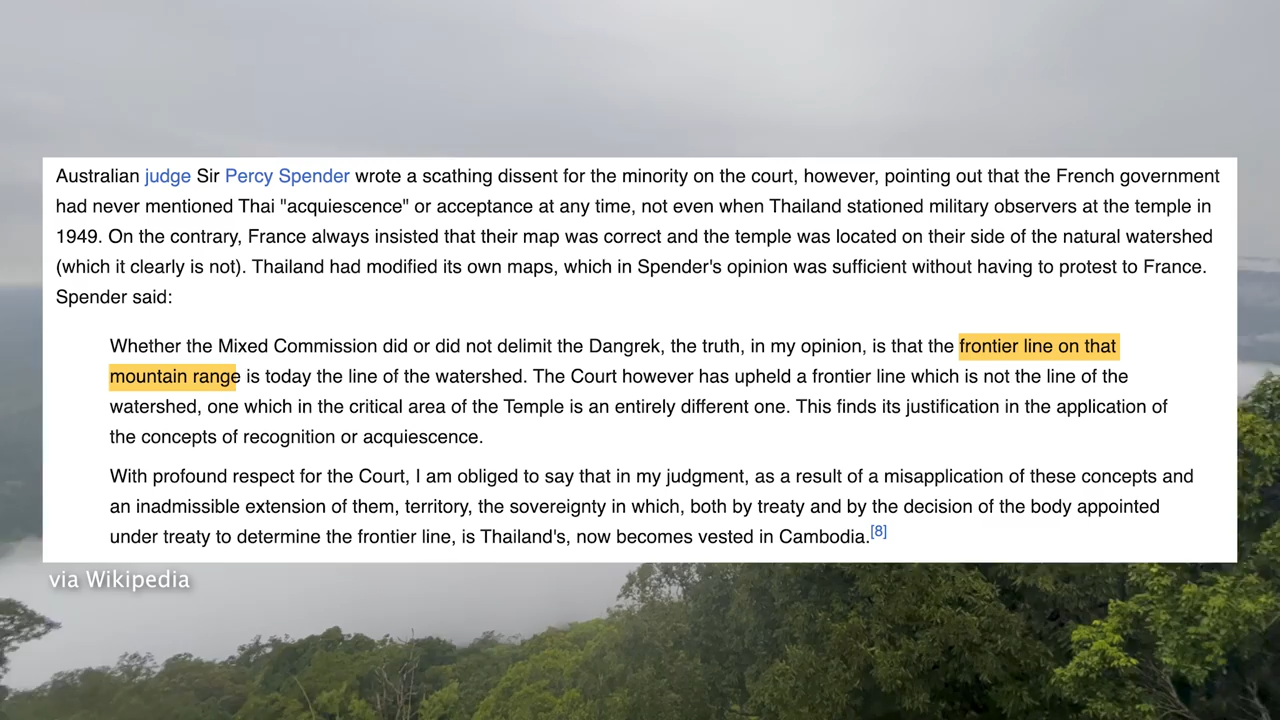 Australian judge Sir Percy Spender wrote a scathing dissent for the minority on the court, however, pointing out that the French government
had never mentioned Thai "acquiescence" or acceptance at any time, not even when Thailand stationed military observers at the temple in
1949. On the contrary, France always insisted that their map was correct and the temple was located on their side of the natural watershed
(which it clearly is not). Thailand had modified its own maps, which in Spender's opinion was sufficient without having to protest to France.
Spender said:
Whether the Mixed Commission did or did not delimit the Dangrek, the truth, in my opinion, is that the frontier line on that
mountain range is today the line of the watershed. The Court however has upheld a frontier line which is not the line of the
watershed, one which in the critical area of the Temple is an entirely different one. This finds its justification in the application of
the concepts of recognition or acquiescence.
With profound respect for the Court, I am obliged to say that in my judgment, as a result of a misapplication of these concepts and
an inadmissible extension of them, territory, the sovereignty in which, both by treaty and by the decision of the body appointed
under treaty to determine the frontier line, is Thailand's, now becomes vested in Cambodia.[8]
via Wikipedia